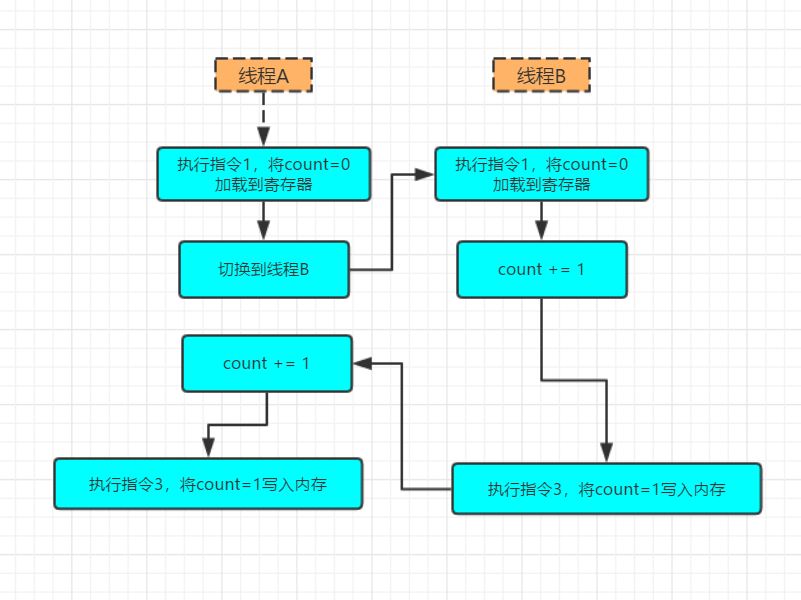 线程A
线程B
执行指令1，将count=0
加载到寄存器
执行指令1，将count=0
加载到寄存器
切换到线程B
count += 1
count += 1
执行指令3，将count=1写入内存
执行指令3，将count=1写入内存